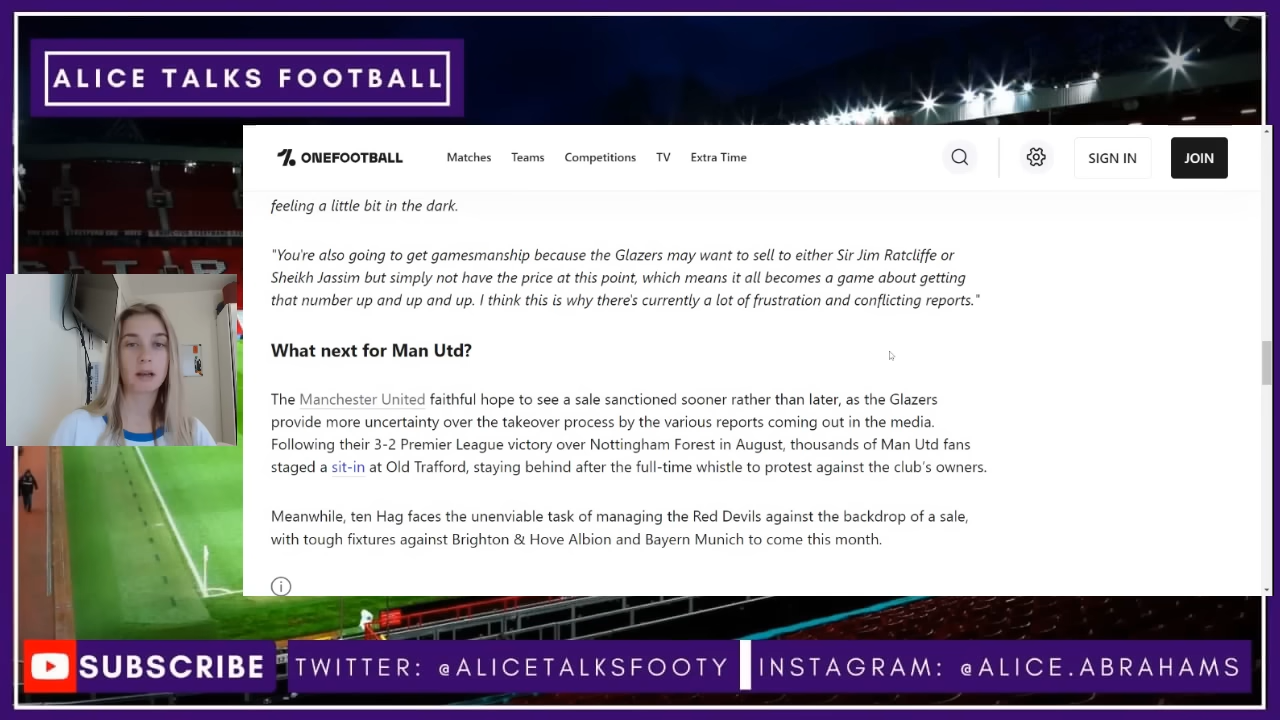 ALICE TALKS FOOTBALL
ONEFOOTBALL
Matches
Teams
Competitions
TV
Extra Time
SIGN IN
JOIN
feeling a little bit in the dark.
"You're also going to get gamesmanship because the Glazers may want to sell to either Sir Jim Ratcliffe or
Sheikh Jassim but simply not have the price at this point, which means it all becomes a game about getting
that number up and up and up. I think this is why there's currently a lot of frustration and conflicting reports."
What next for Man Utd?
The Manchester United faithful hope to see a sale sanctioned sooner rather than later, as the Glazers
provide more uncertainty over the takeover process by the various reports coming out in the media.
Following their 3-2 Premier League victory over Nottingham Forest in August, thousands of Man Utd fans
staged a sit-in at Old Trafford, staying behind after the full-time whistle to protest against the club's owners.
Meanwhile, ten Hag faces the unenviable task of managing the Red Devils against the backdrop of a sale,
with tough fixtures against Brighton & Hove Albion and Bayern Munich to come this month.
SUBSCRIBE
TWITTER: @ALICETALKSFOOTY
INSTAGRAM: @ALICE.ABRAHAMS